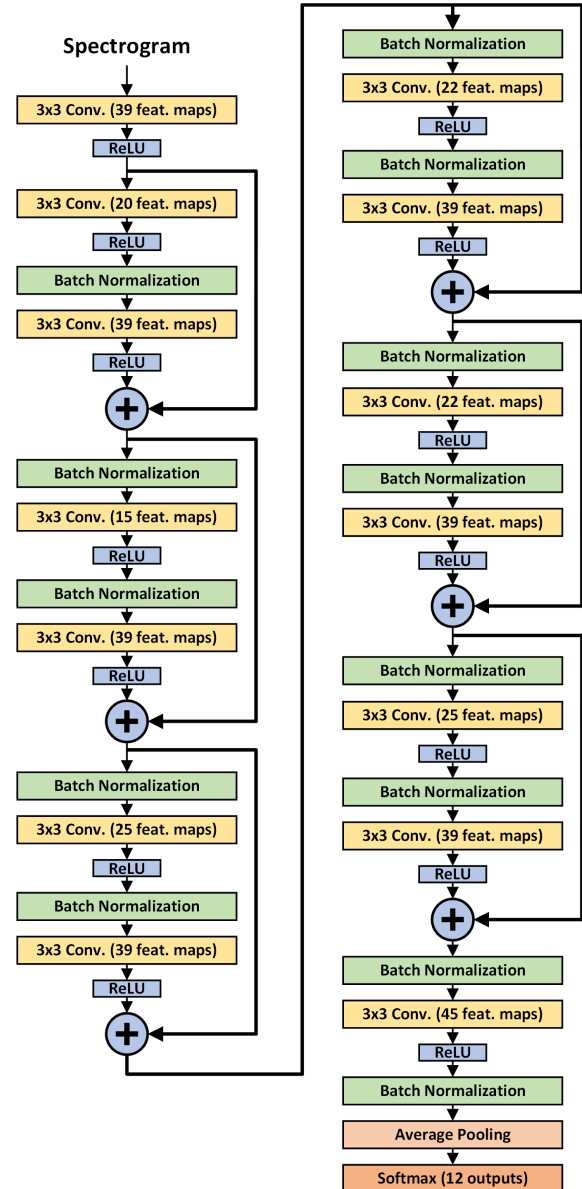 Spectrogram
3x3 Conv. (39 feat. maps)
ReLU
3x3 Conv. (20 feat. maps)
ReLU
Batch Normalization
3x3 Conv. (39 feat. maps)
ReLU
+
Batch Normalization
3x3 Conv. (15 feat. maps)
ReLU
Batch Normalization
3x3 Conv. (39 feat. maps)
ReLU
+
Batch Normalization
3x3 Conv. (25 feat. maps)
ReLU
Batch Normalization
3x3 Conv. (39 feat. maps)
ReLU
+
Batch Normalization
3x3 Conv. (22 feat. maps)
ReLU
Batch Normalization
3x3 Conv. (39 feat. maps)
ReLU
+
Batch Normalization
3x3 Conv. (22 feat. maps)
ReLU
Batch Normalization
3x3 Conv. (39 feat. maps)
ReLU
+
Batch Normalization
3x3 Conv. (25 feat. maps)
ReLU
Batch Normalization
3x3 Conv. (39 feat. maps)
ReLU
+
Batch Normalization
3x3 Conv. (45 feat. maps)
ReLU
Batch Normalization
Average Pooling
Softmax (12 outputs)